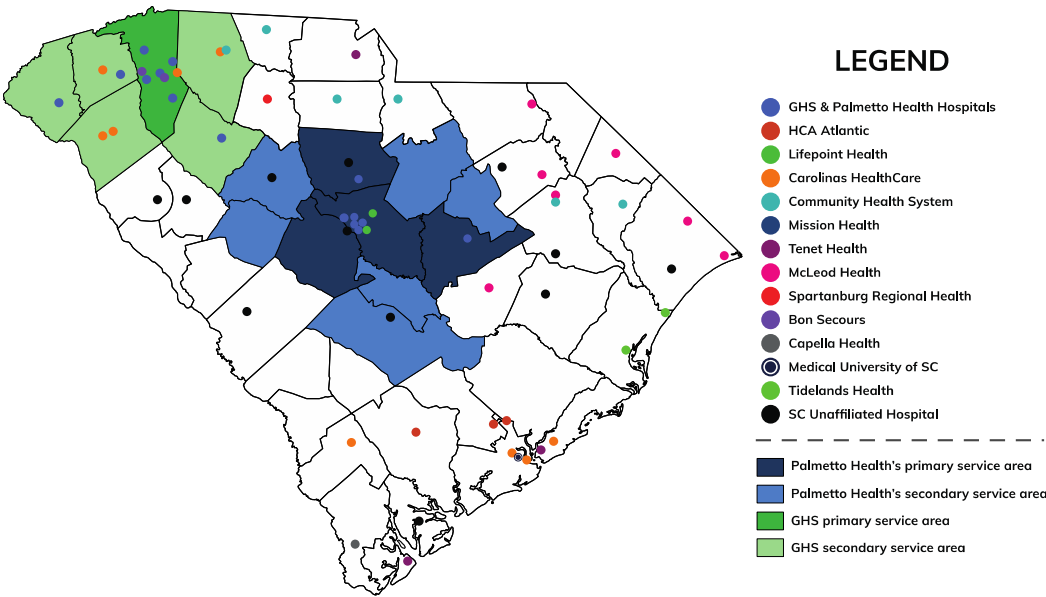 LEGEND
GHS & Palmetto Health Hospitals
HCA Atlantic
Lifepoint Health
Carolinas HealthCare
Community Health System
Mission Health
Tenet Health
McLeod Health
Spartanburg Regional Health
Bon Secours
Capella Health
Medical University of SC
Tidelands Health
SC Unaffiliated Hospital
Palmetto Health's primary service area
Palmetto Health's secondary service area
GHS primary service area
GHS secondary service area